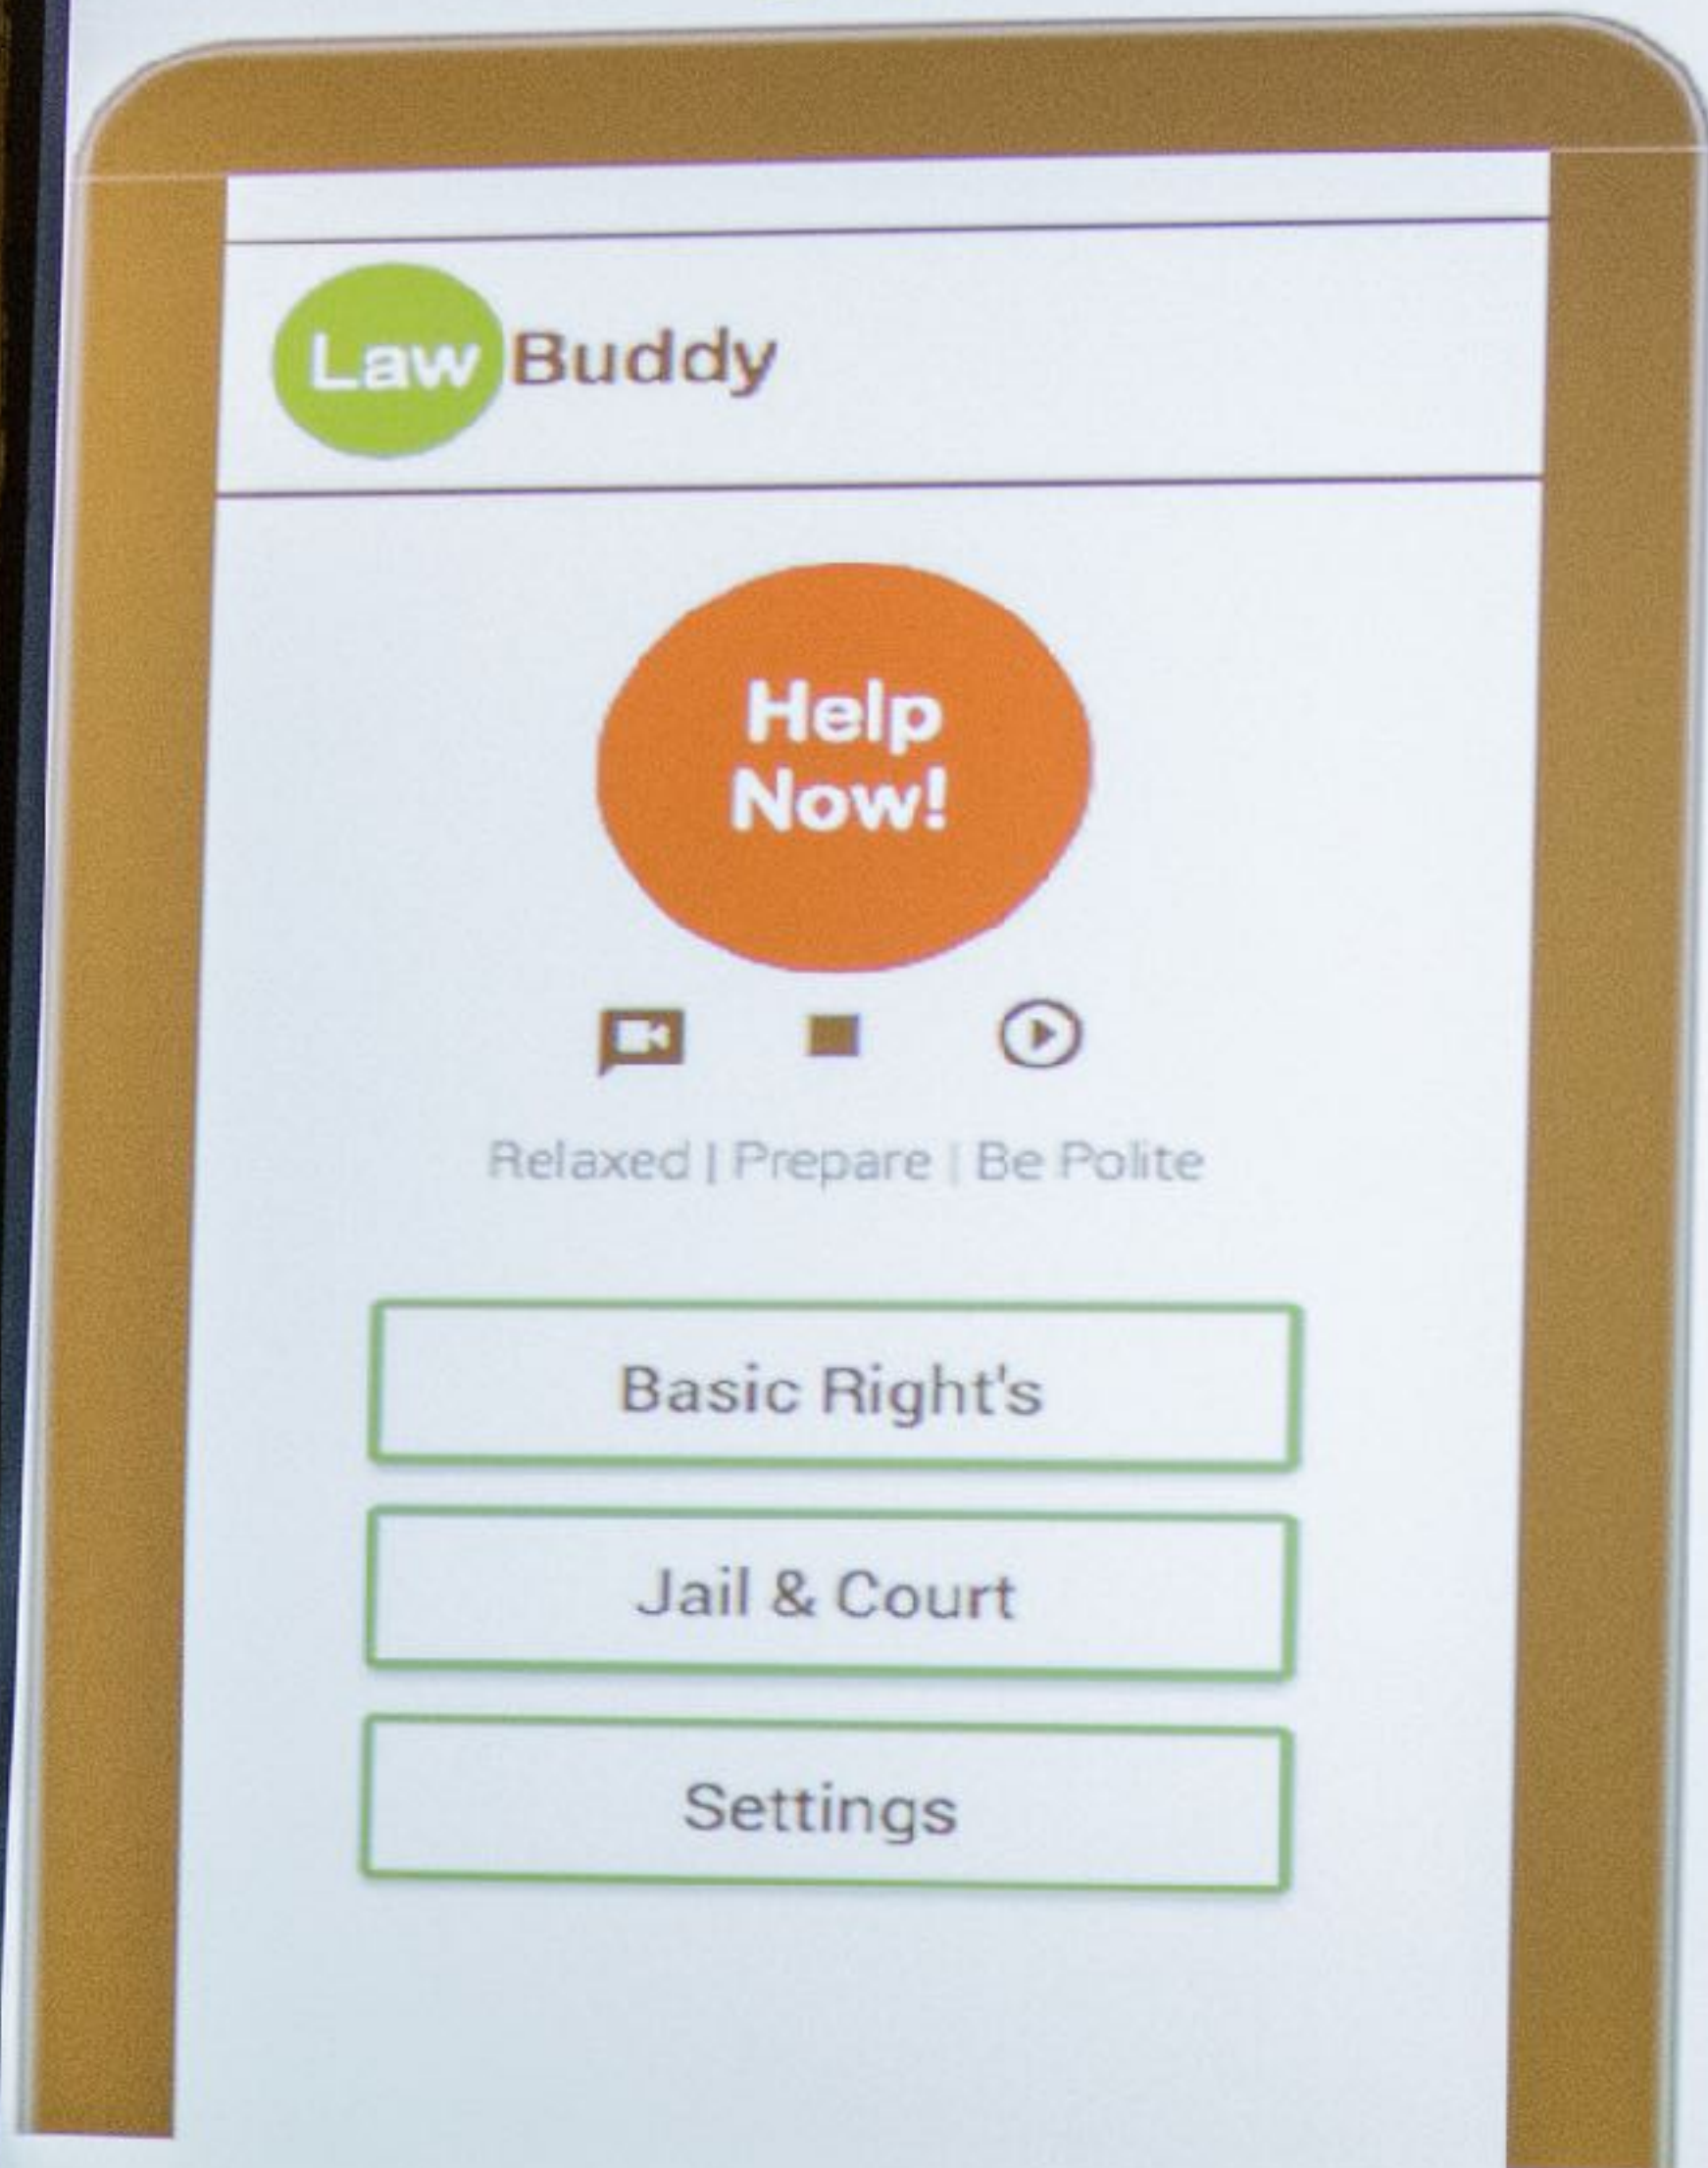 Law Buddy
Help
Now!
Relaxed | Prepare | Be Polite
Basic Right's
Jail & Court
Settings